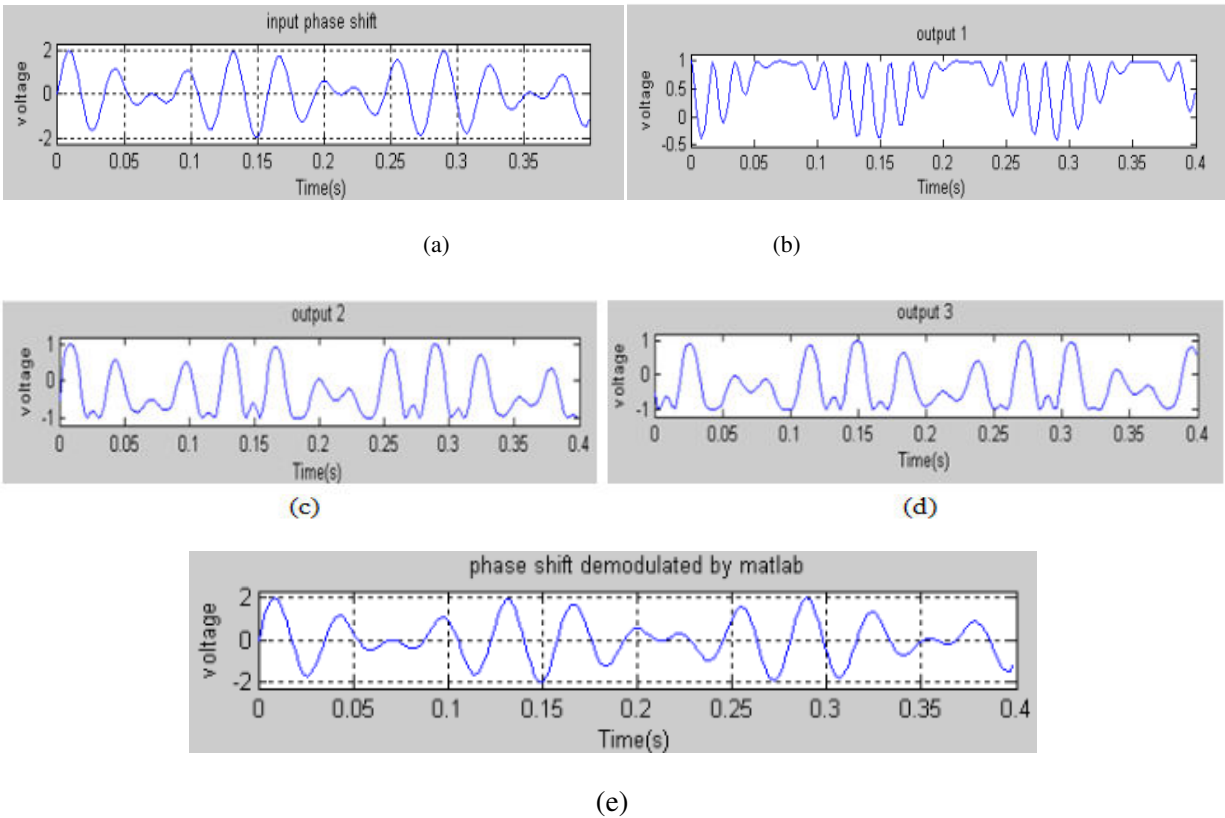 input phase shift
voltage
2
0
-2
0 0.05 0.1 0.15 0.2 0.25 0.3 0.35
Time(s)
output 1
voltage
1
0.5
0
-0.5
0 0.05 0.1 0.15 0.2 0.25 0.3 0.35 0.4
Time(s)
(a)
(b)
output 2
voltage
1
0
-1
0 0.05 0.1 0.15 0.2 0.25 0.3 0.35 0.4
Time(s)
output 3
voltage
1
0
-1
0 0.05 0.1 0.15 0.2 0.25 0.3 0.35 0.4
Time(s)
(c)
(d)
phase shift demodulated by matlab
voltage
2
0
-2
0 0.05 0.1 0.15 0.2 0.25 0.3 0.35 0.4
Time(s)
(e)